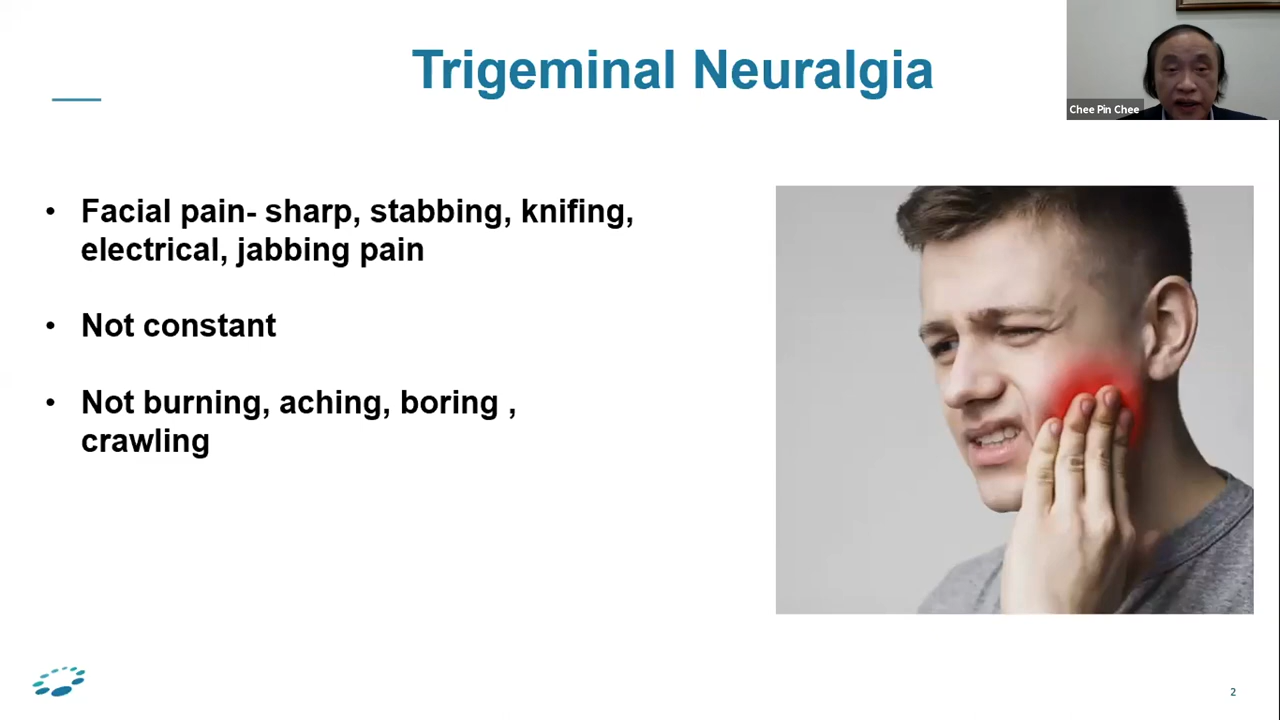 Trigeminal Neuralgia
Chee Pin Chee
• Facial pain- sharp, stabbing, knifing,
electrical, jabbing pain
• Not constant
• Not burning, aching, boring ,
crawling
2